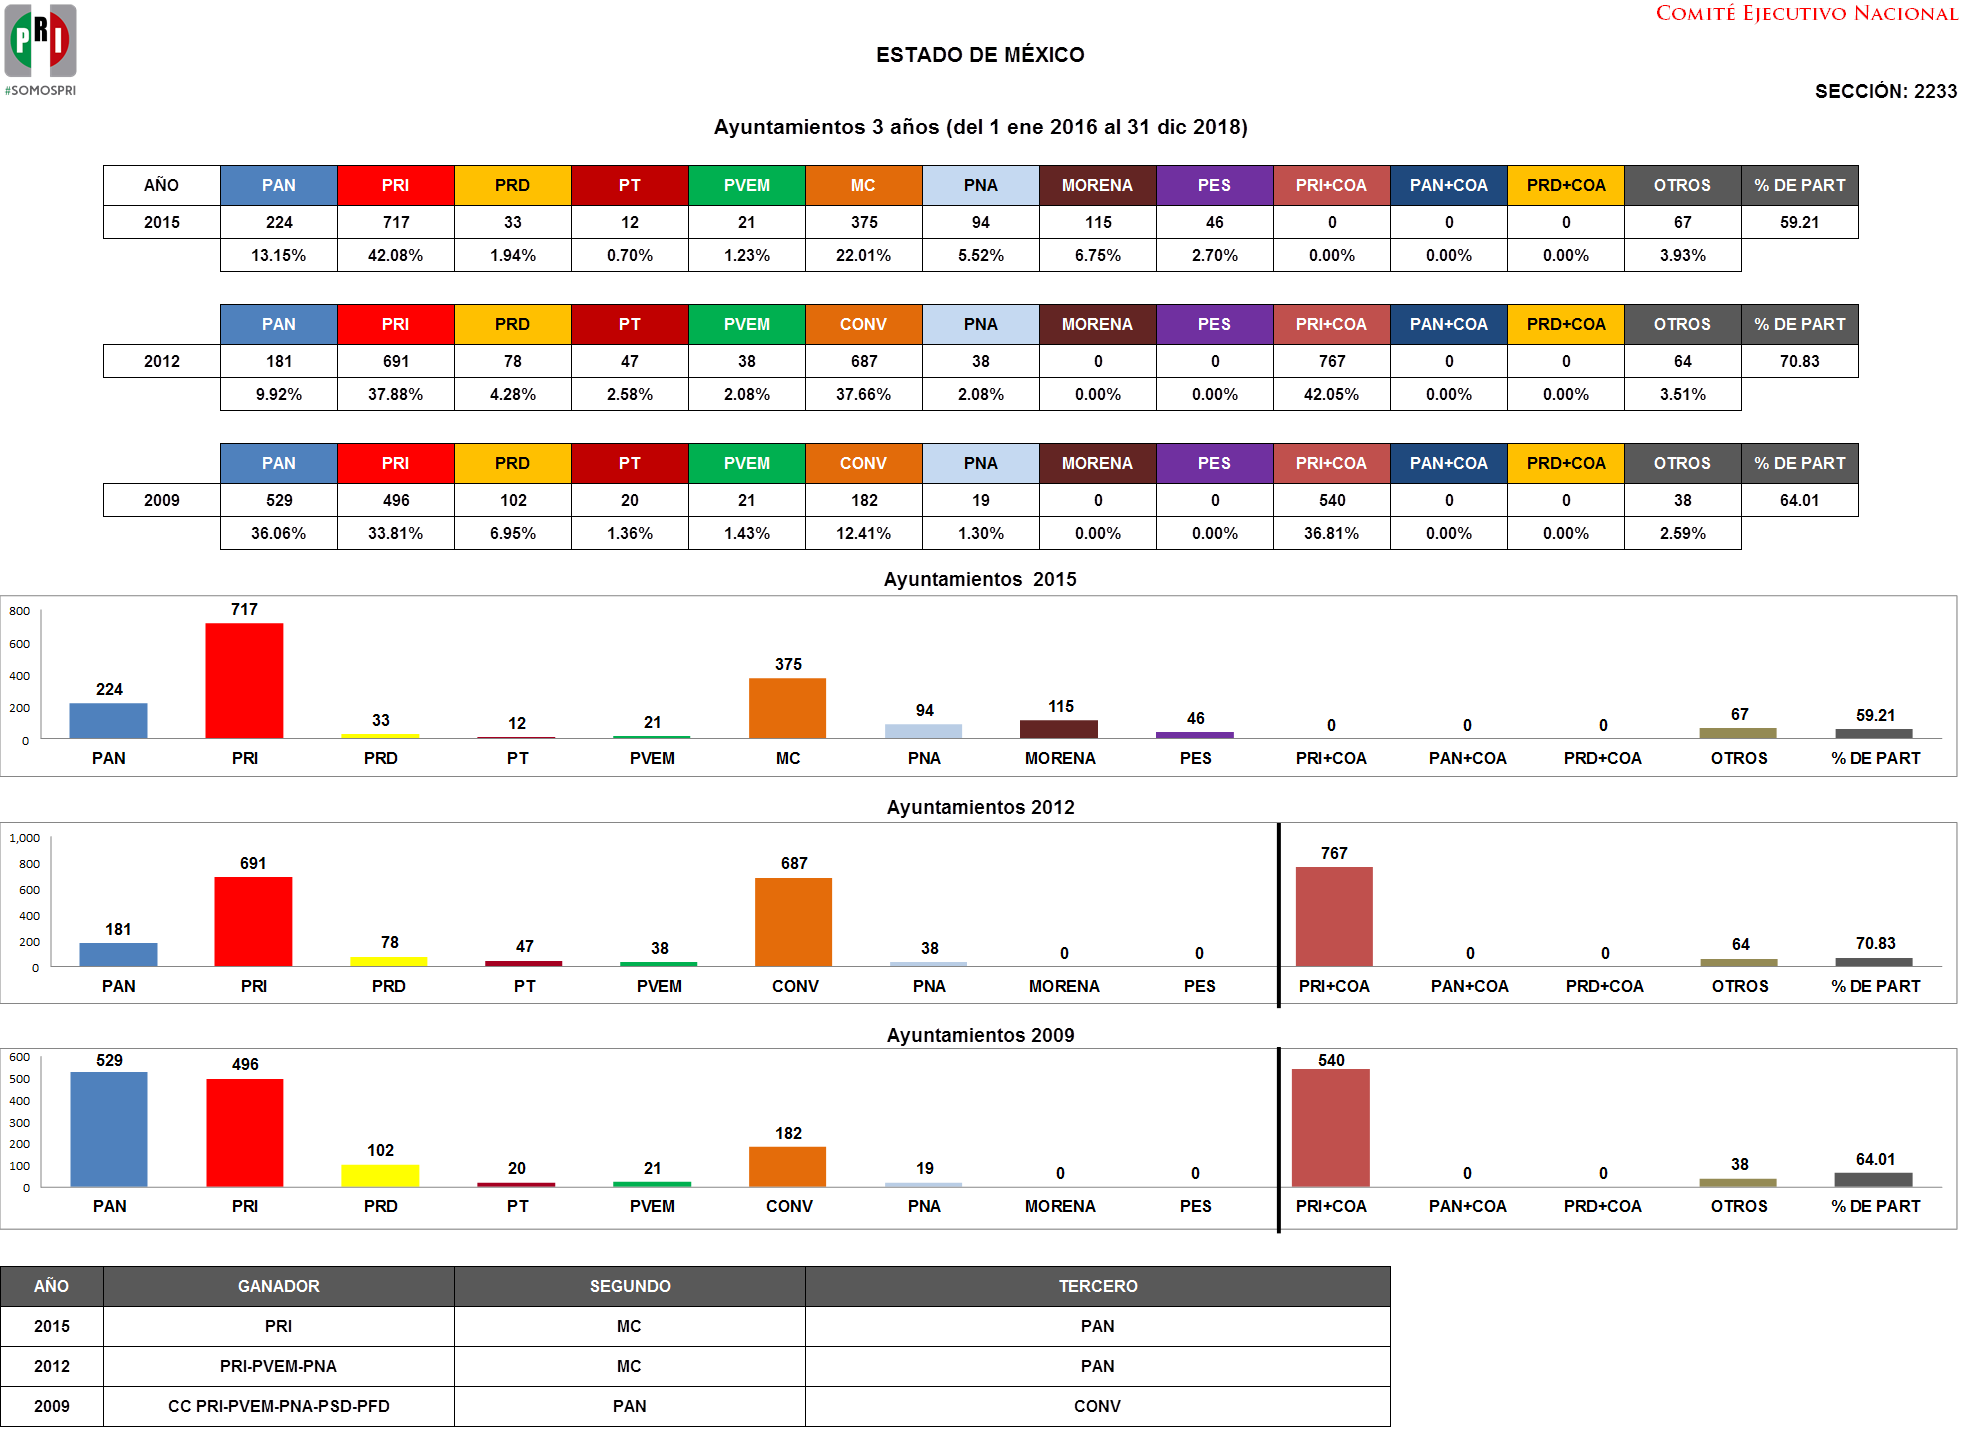 PRI
#SOMOSPRI
COMITÉ EJECUTIVO NACIONAL
ESTADO DE MÉXICO
SECCIÓN: 2233
Ayuntamientos 3 años (del 1 ene 2016 al 31 dic 2018)
AÑO PAN PRI PRD PT PVEM MC PNA MORENA PES PRI+COA PAN+COA PRD+COA OTROS % DE PART
2015 224 717 33 12 21 375 94 115 46 0 0 0 67 59.21
13.15% 42.08% 1.94% 0.70% 1.23% 22.01% 5.52% 6.75% 2.70% 0.00% 0.00% 0.00% 3.93%
PAN PRI PRD PT PVEM CONV PNA MORENA PES PRI+COA PAN+COA PRD+COA OTROS % DE PART
2012 181 691 78 47 38 687 38 0 0 767 0 0 64 70.83
9.92% 37.88% 4.28% 2.58% 2.08% 37.66% 2.08% 0.00% 0.00% 42.05% 0.00% 0.00% 3.51%
PAN PRI PRD PT PVEM CONV PNA MORENA PES PRI+COA PAN+COA PRD+COA OTROS % DE PART
2009 529 496 102 20 21 182 19 0 0 540 0 0 38 64.01
36.06% 33.81% 6.95% 1.36% 1.43% 12.41% 1.30% 0.00% 0.00% 36.81% 0.00% 0.00% 2.59%
Ayuntamientos 2015
800
600
400
200
0
224 717 33 12 21 375 94 115 46 0 0 0 67 59.21
PAN PRI PRD PT PVEM MC PNA MORENA PES PRI+COA PAN+COA PRD+COA OTROS % DE PART
Ayuntamientos 2012
1,000
800
600
400
200
0
181 691 78 47 38 687 38 0 0 767 0 0 64 70.83
PAN PRI PRD PT PVEM CONV PNA MORENA PES PRI+COA PAN+COA PRD+COA OTROS % DE PART
Ayuntamientos 2009
600
500
400
300
200
100
0
529 496 102 20 21 182 19 0 0 540 0 0 38 64.01
PAN PRI PRD PT PVEM CONV PNA MORENA PES PRI+COA PAN+COA PRD+COA OTROS % DE PART
AÑO GANADOR SEGUNDO TERCERO
2015 PRI MC PAN
2012 PRI-PVEM-PNA MC PAN
2009 CC PRI-PVEM-PNA-PSD-PFD PAN CONV